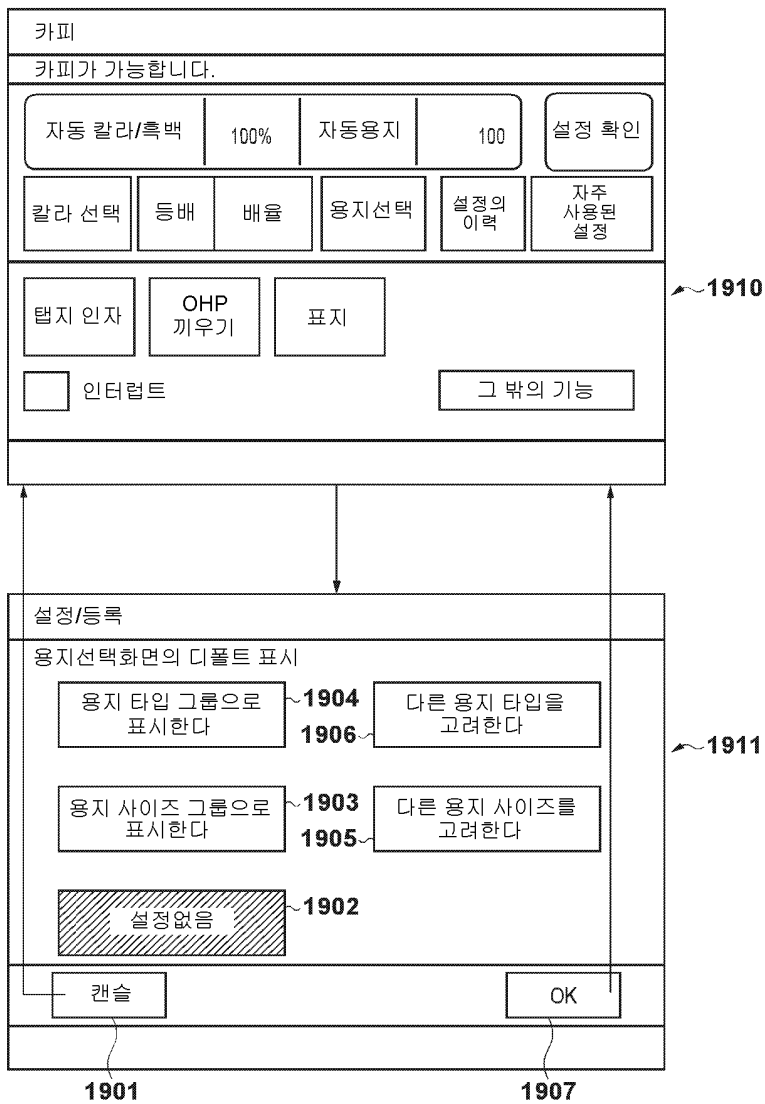 카피
카피가 가능합니다.
자동 칼라/흑백
100%
자동용지
100
설정 확인
칼라 선택
등배
배율
용지선택
설정의
이력
자주
사용된
설정
1910
탭지 인자
OHP
끼우기
표지
인터럽트
그 밖의 기능
설정/등록
용지선택화면의 디폴트 표시
용지 타입 그룹으로
표시한다
1904
1906
다른 용지 타입을
고려한다
1911
용지 사이즈 그룹으로
표시한다
1903
1905
다른 용지 사이즈를
고려한다
설정없음
1902
캔슬
OK
1901
1907